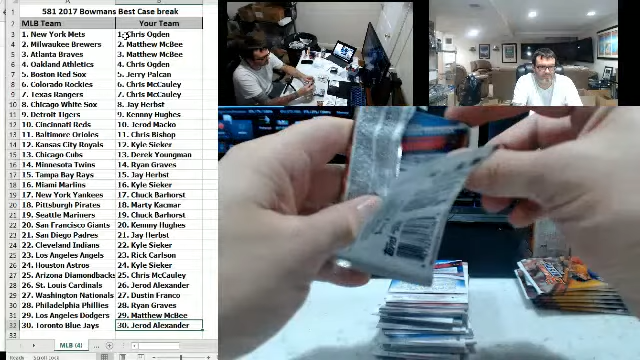 581 2017 Bowmans Best Case break
MLB Team Your Team
1. New York Mets 1. Chris Ogden
2. Milwaukee Brewers 2. Matthew McBee
3. Atlanta Braves 3. Matthew McBee
4. Oakland Athletics 4. Chris Ogden
5. Boston Red Sox 5. Jerry Palcan
6. Colorado Rockies 6. Chris McCauley
7. Texas Rangers 7. Chris McCauley
8. Chicago White Sox 8. Jay Herbst
9. Detroit Tigers 9. Kennny Hughes
10. Cincinnati Reds 10. Jerod Macko
11. Baltimore Orioles 11. Chris Bishop
12. Kansas City Royals 12. Kyle Sieker
13. Chicago Cubs 13. Derek Youngman
14. Minnesota Twins 14. Ryan Graves
15. Tampa Bay Rays 15. Jay Herbst
16. Miami Marlins 16. Kyle Sieker
17. New York Yankees 17. Chuck Barhorst
18. Pittsburgh Pirates 18. Marty Kacmar
19. Seattle Mariners 19. Chuck Barhorst
20. San Francisco Giants 20. Kennny Hughes
21. San Diego Padres 21. Jay Herbst
22. Cleveland Indians 22. Kyle Sieker
23. Los Angeles Angels 23. Rick Carlson
24. Houston Astros 24. Kyle Sieker
25. Arizona Diamondbacks 25. Chris McCauley
26. St. Louis Cardinals 26. Jerod Alexander
27. Washington Nationals 27. Dustin Franco
28. Philadelphia Phillies 28. Ryan Graves
29. Los Angeles Dodgers 29. Matthew McBee
30. Toronto Blue Jays 30. Jerod Alexander
MLB (4)
Ready Scroll Lock